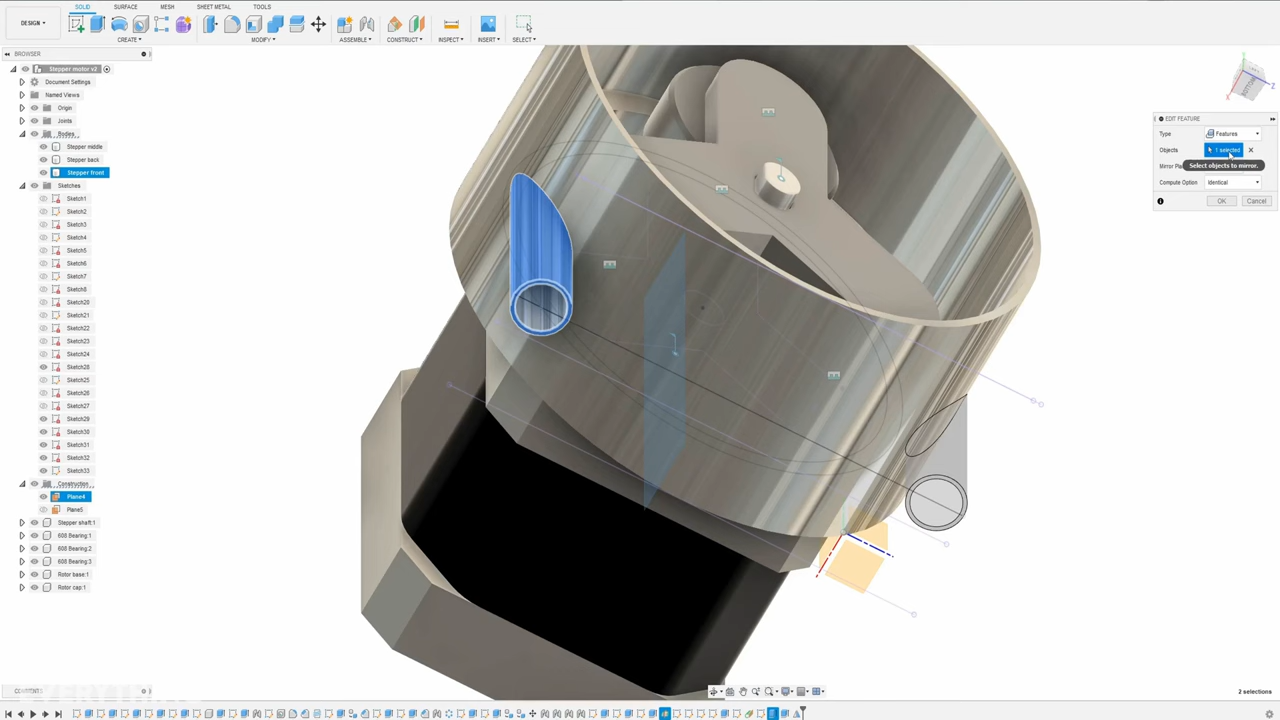 SOLID SURFACE MESH SHEET METAL TOOLS
DESIGN
CREATE MODIFY ASSEMBLE CONSTRUCT INSPECT INSERT SELECT
BROWSER
Stepper motur v2
Document Settings
Named Views
Origin
Joints
Bodies
Stepper middle
Stepper back
Stepper front
Sketches
Sketch1
Sketch2
Sketch3
Sketch4
Sketch5
Sketch6
Sketch7
Sketch8
Sketch20
Sketch21
Sketch22
Sketch23
Sketch24
Sketch28
Sketch25
Sketch26
Sketch27
Sketch29
Sketch30
Sketch31
Sketch32
Sketch33
Construction
Plane4
Plane5
Stepper shaft:1
608 Bearing:1
608 Bearing:2
608 Bearing:3
Rotor base:1
Rotor cap:1
COMMENTS
EDIT FEATURE
Type Features
Objects 1 selected
Mirror Pla
Select objects to mirror.
Compute Option Identical
OK Cancel
X
Z
2 selections